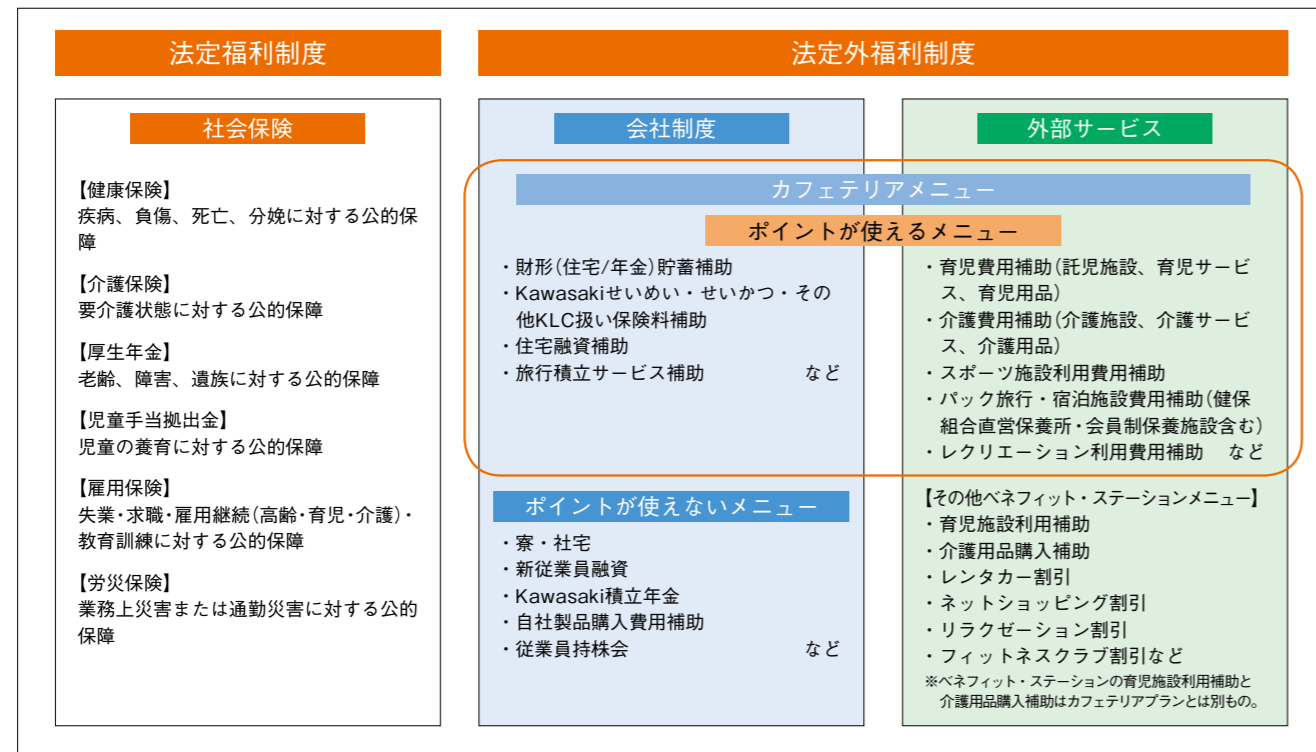 法定福利制度
社会保険
【健康保険】
疾病、負傷、死亡、分娩に対する公的保
障
【介護保険】
要介護状態に対する公的保障
【厚生年金】
老齢、障害、遺族に対する公的保障
【児童手当拠出金】
児童の養育に対する公的保障
【雇用保険】
失業・求職・雇用継続(高齢・育児・介護)・
教育訓練に対する公的保障
【労災保険】
業務上災害または通勤災害に対する公的
保障
法定外福利制度
会社制度
外部サービス
カフェテリアメニュー
ポイントが使えるメニュー
・財形(住宅/年金)貯蓄補助
・Kawasakiせいめい・せいかつ・その
他KLC扱い保険料補助
・住宅融資補助
・旅行積立サービス補助 など
・育児費用補助(託児施設、育児サービ
ス、育児用品)
・介護費用補助(介護施設、介護サービ
ス、介護用品)
・スポーツ施設利用費用補助
・パック旅行・宿泊施設費用補助(健保
組合直営保養所・会員制保養施設含む)
・レクリエーション利用費用補助 など
ポイントが使えないメニュー
・寮・社宅
・新従業員融資
・Kawasaki積立年金
・自社製品購入費用補助
・従業員持株会 など
【その他ベネフィット・ステーションメニュー】
・育児施設利用補助
・介護用品購入補助
・レンタカー割引
・ネットショッピング割引
・リラクゼーション割引
・フィットネスクラブ割引など
※ベネフィット・ステーションの育児施設利用補助と
介護用品購入補助はカフェテリアプランとは別もの。